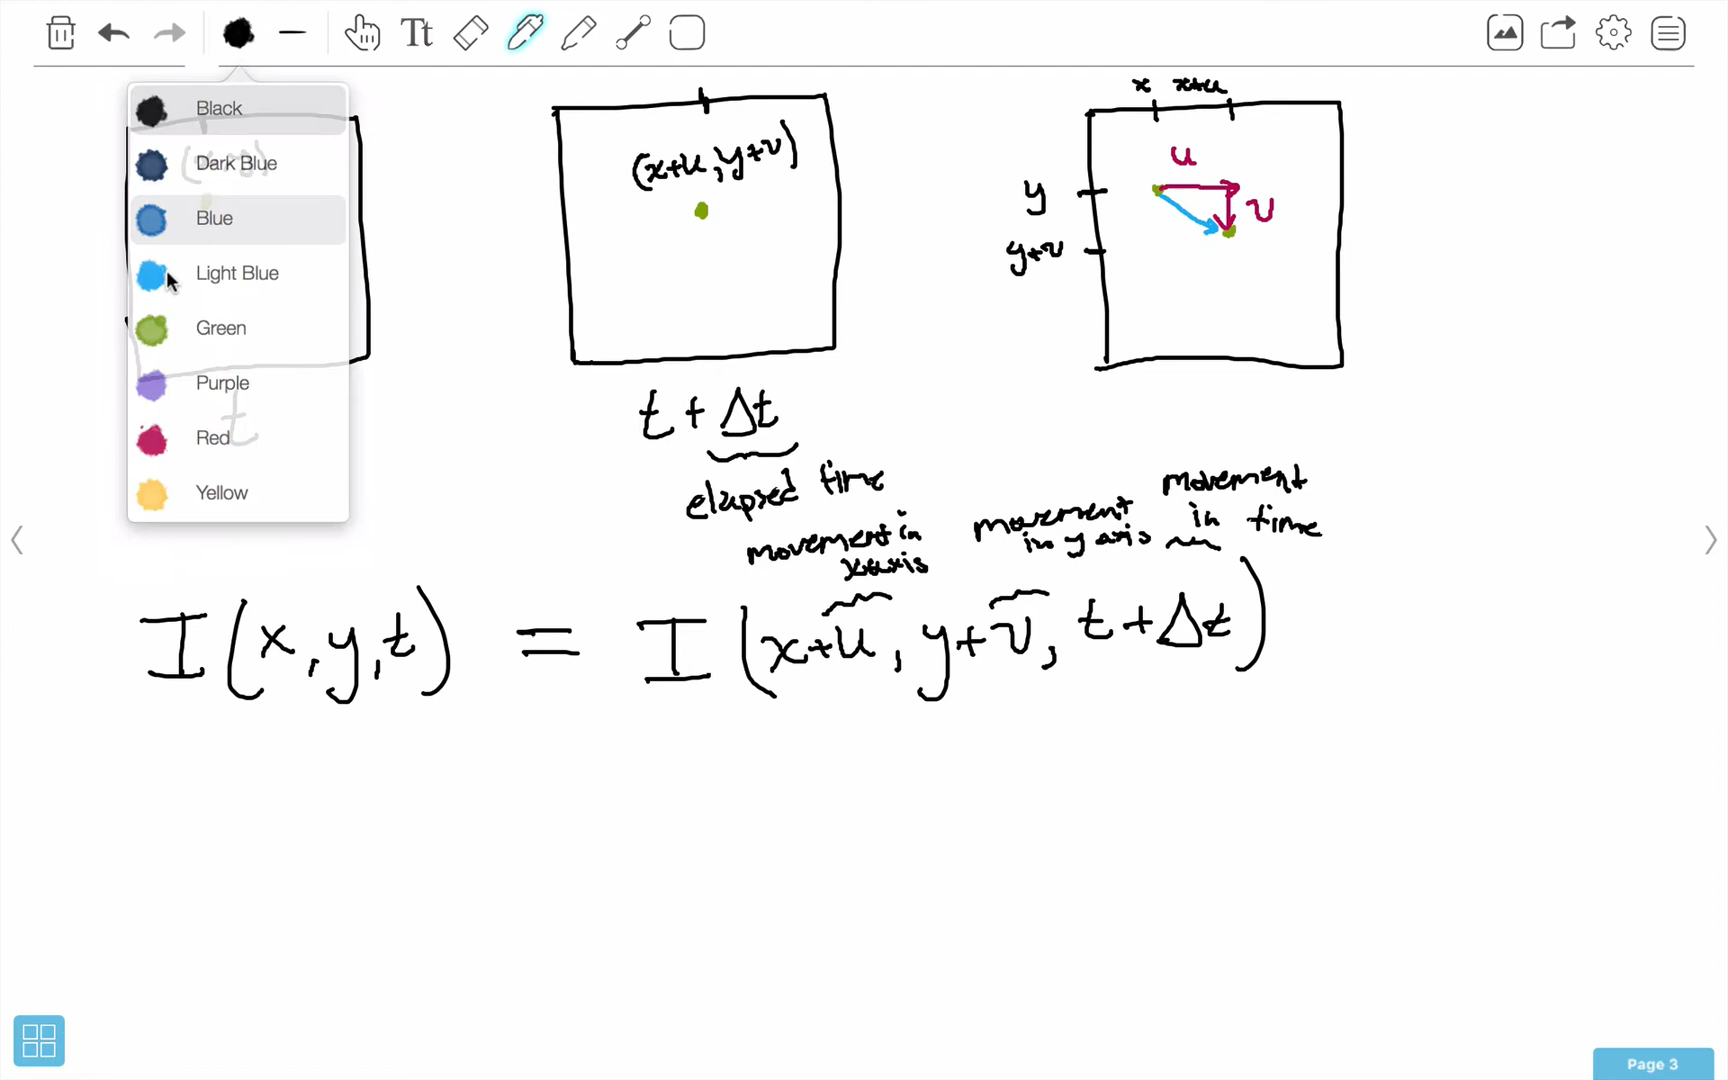 Tt
Black
Dark Blue
Blue
Light Blue
Green
Purple
Red
Yellow
t
(x+u, y+v)
t + Δt
elapsed time
x x+u
y
y+v
u
v
movement in
x-axis
movement
in y axis
movement
in time
I(x,y,t) = I(x+u, y+v, t+Δt)
Page 3